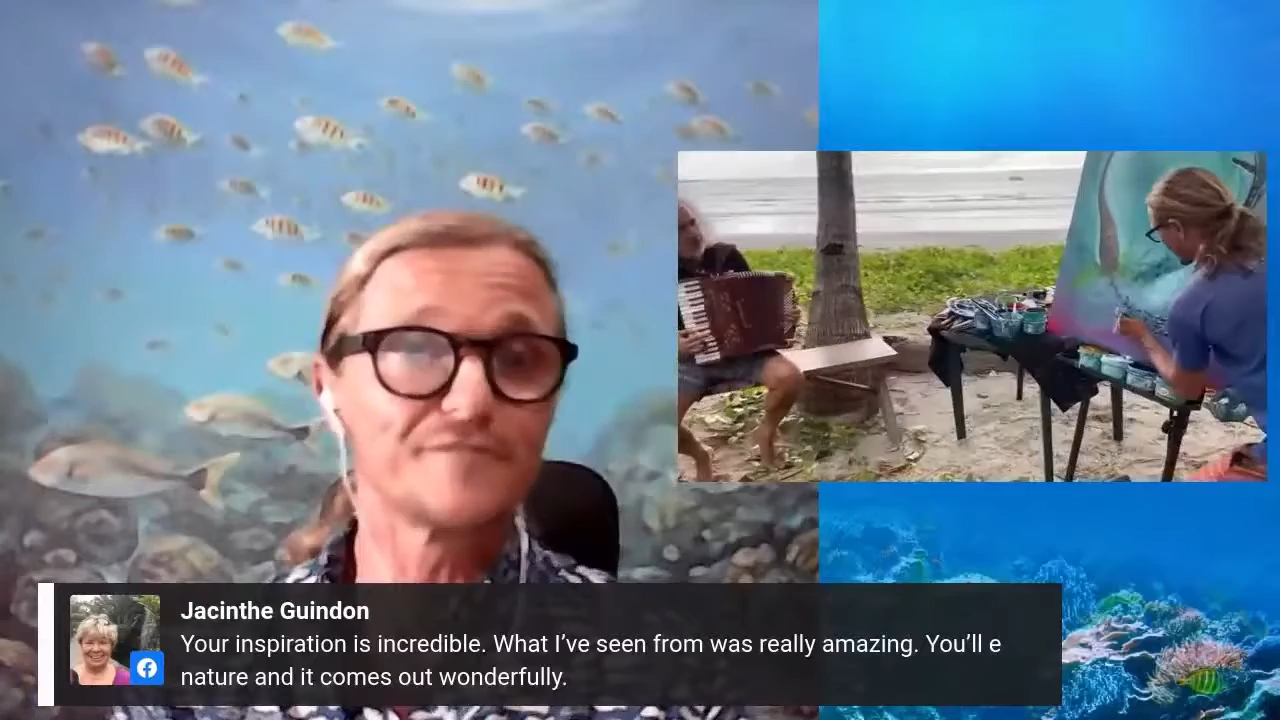 Jacinthe Guindon
Your inspiration is incredible. What I’ve seen from was really amazing. You’ll e
nature and it comes out wonderfully.